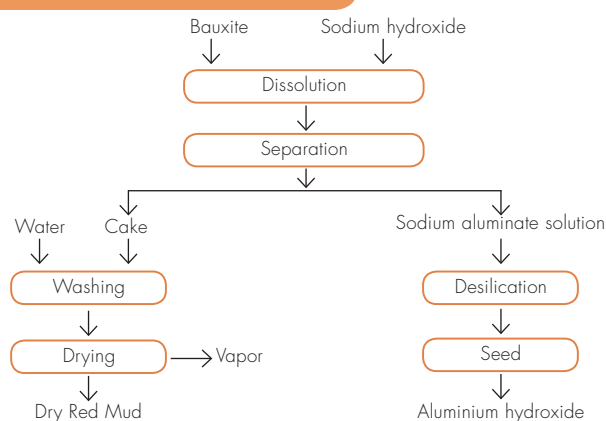 Bauxite Sodium hydroxide
Dissolution
Separation
Water Cake Sodium aluminate solution
Washing Desilication
Drying Vapor Seed
Dry Red Mud Aluminium hydroxide